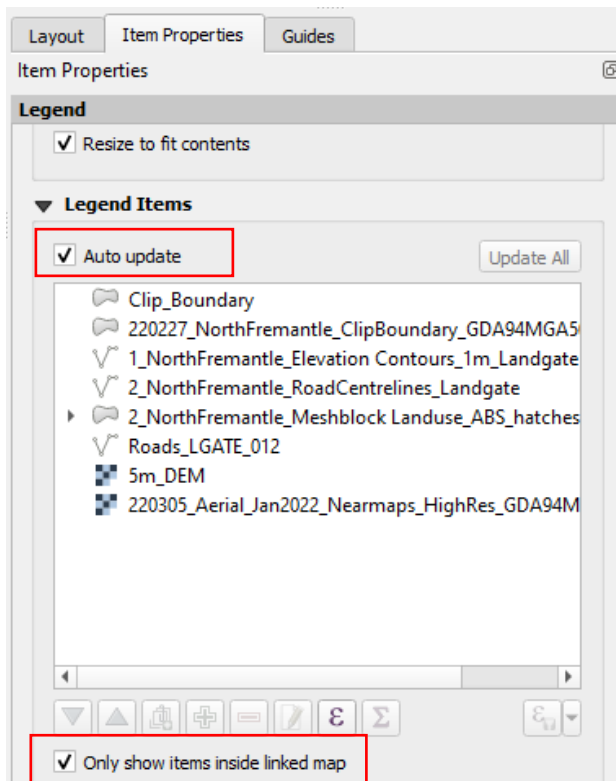 Layout Item Properties Guides
Item Properties
Legend
Resize to fit contents
Legend Items
Auto update Update All
Clip_Boundary
220227_NorthFremantle_ClipBoundary_GDA94MGA5
1_NorthFremantle_Elevation Contours_1m_Landgate
2_NorthFremantle_RoadCentrelines_Landgate
2_NorthFremantle_Meshblock Landuse_ABS_hatches
Roads_LGATE_012
5m_DEM
220305_Aerial_Jan2022_Nearmaps_HighRes_GDA94M
ε Σ ε
Only show items inside linked map